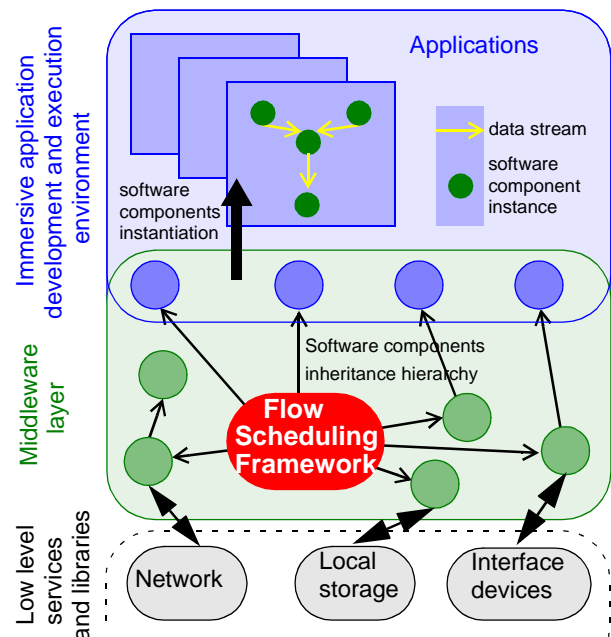 Applications
Immersive application
development and execution
environment
data stream
software
component
instance
software
components
instantiation
Software components
inheritance hierarchy
Middleware
layer
Flow
Scheduling
Framework
Low level
services
and libraries
Network
Local
storage
Interface
devices